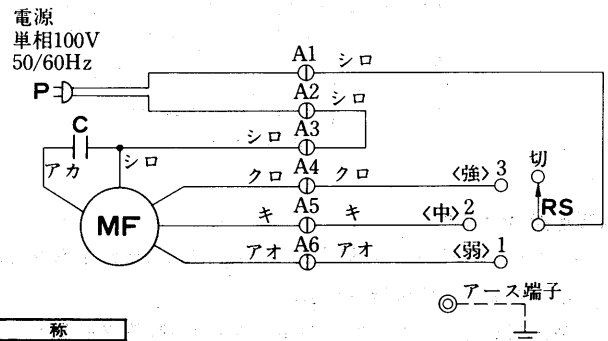 電源
単相100V
50/60Hz
P
A1 シロ
A2 シロ
C
シロ A3
アカ
シロ
クロ A4 クロ 〈強〉 3
切
MF
キ A5 キ 〈中〉 2
RS
アオ A6 アオ 〈弱〉 1
アース端子
称